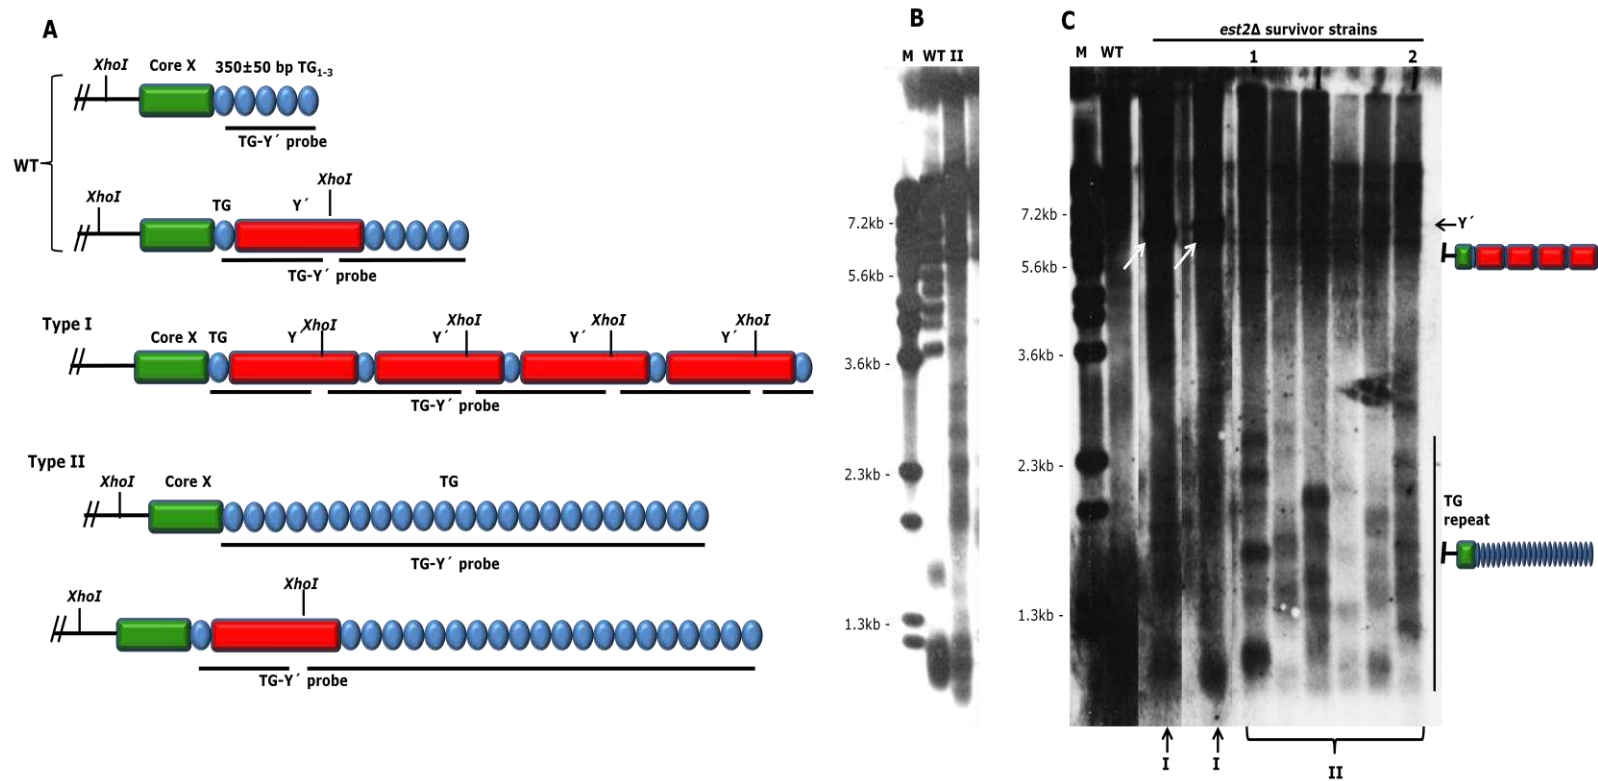 A
XhoI Core X 350±50 bp TG1-3
TG-Y´ probe
WT
XhoI
XhoI TG Y´
TG-Y´ probe
Type I
Core X TG Y´ XhoI Y´ XhoI Y´ XhoI Y´ XhoI
TG-Y´ probe
Type II
XhoI Core X TG
TG-Y´ probe
XhoI
XhoI
TG-Y´ probe
B
M WT II
7.2kb -
5.6kb -
3.6kb -
2.3kb -
1.3kb -
C
est2Δ survivor strains
M WT 1 2
7.2kb -
5.6kb -
3.6kb -
2.3kb -
1.3kb -
Y´
TG
repeat
I I II